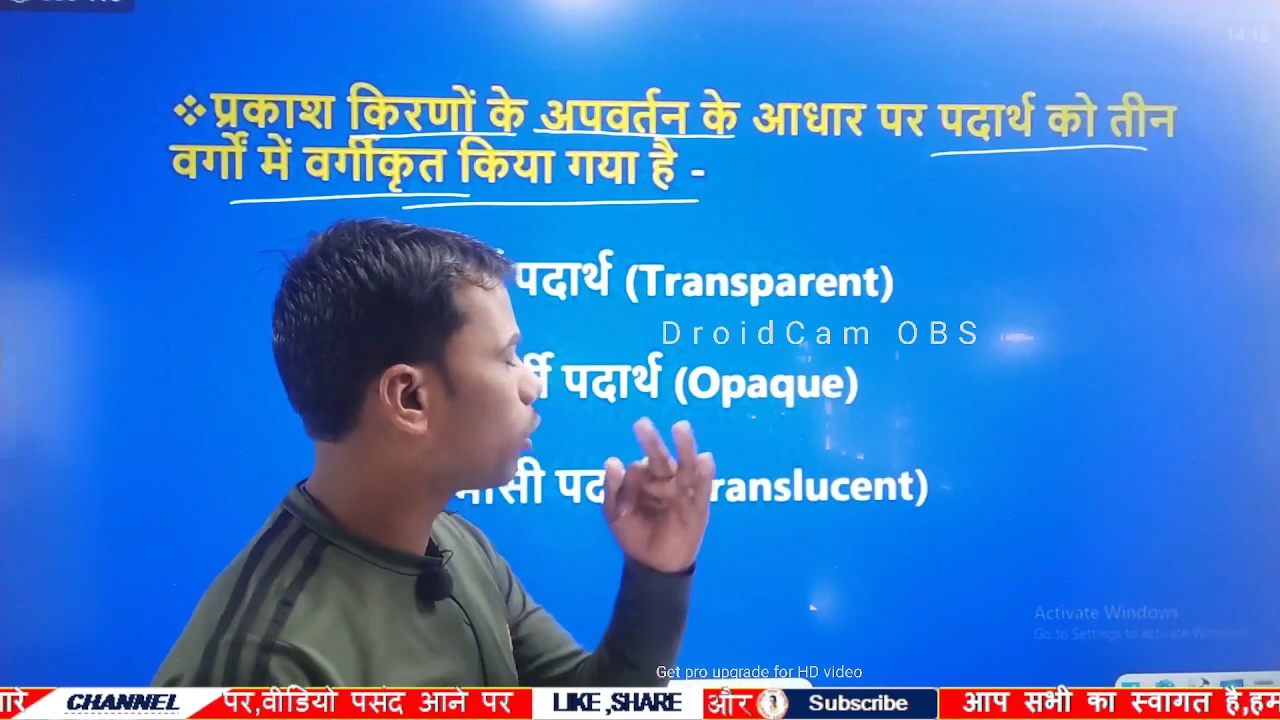 ❖प्रकाश किरणों के अपवर्तन के आधार पर पदार्थ को तीन
वर्गों में वर्गीकृत किया गया है -
पदार्थ (Transparent)
पदार्थ (Opaque)
DroidCam OBS
ranslucent)
Activate Windows
Go to Settings to activate Windows.
Get pro upgrade for HD video
CHANNEL पर,वीडियो पसंद आने पर LIKE ,SHARE और Subscribe आप सभी का स्वागत है,हम